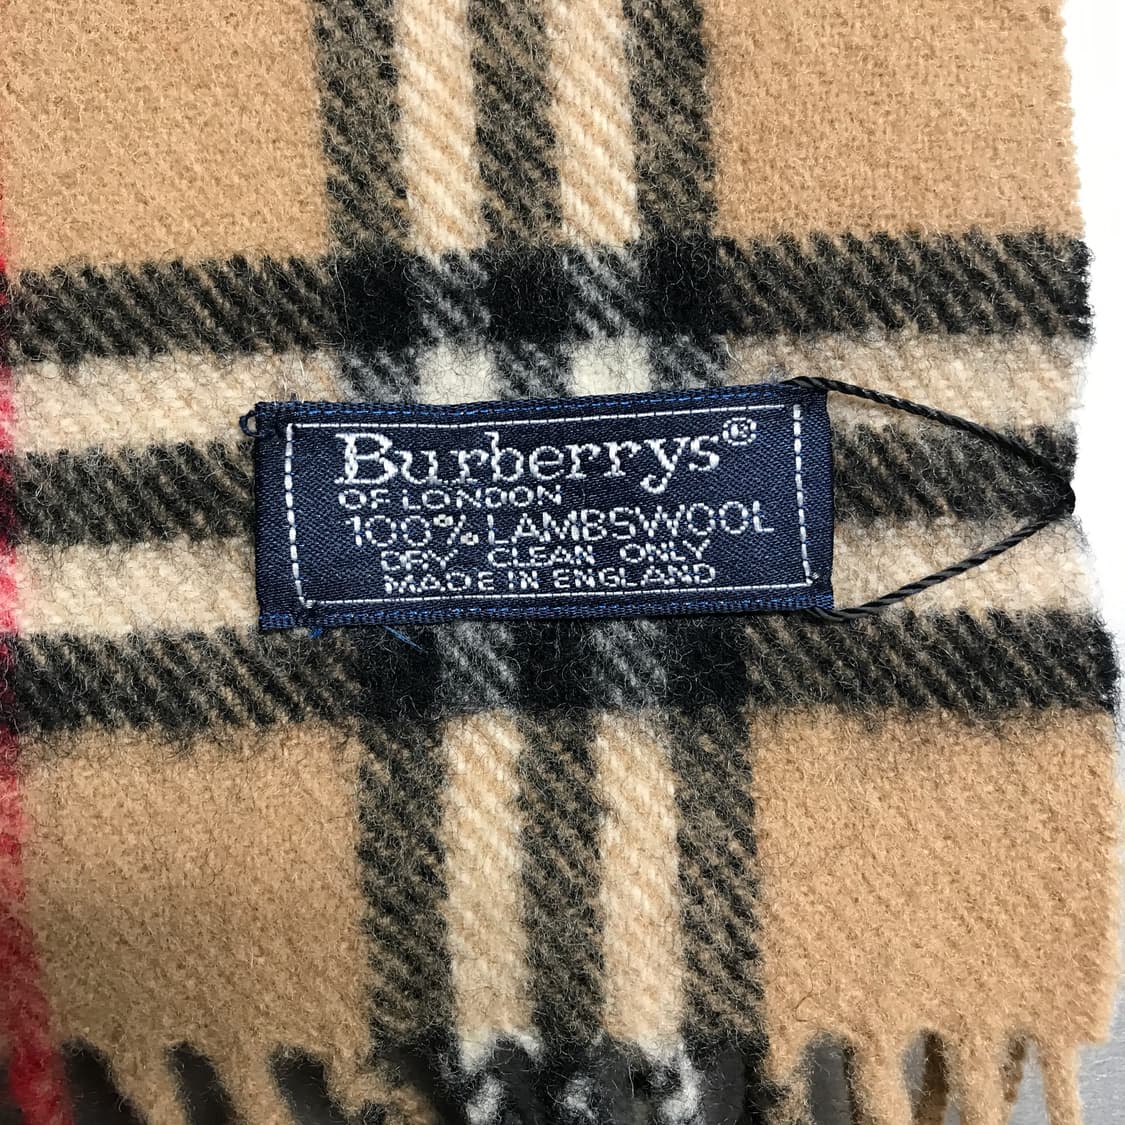 Burberrys®
OF LONDON
100% LAMBSWOOL
DRY CLEAN ONLY
MADE IN ENGLAND